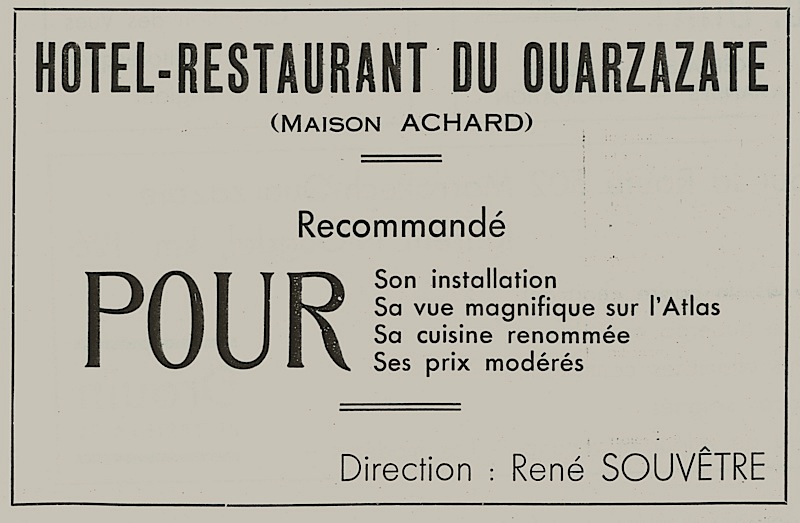 HOTEL-RESTAURANT DU OUARZAZATE
(MAISON ACHARD)
Recommandé
POUR
Son installation
Sa vue magnifique sur l'Atlas
Sa cuisine renommée
Ses prix modérés
Direction : René SOUVÊTRE